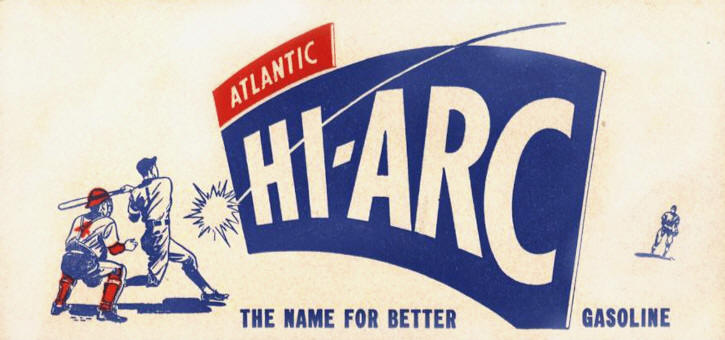 ATLANTIC
HI-ARC
THE NAME FOR BETTER GASOLINE